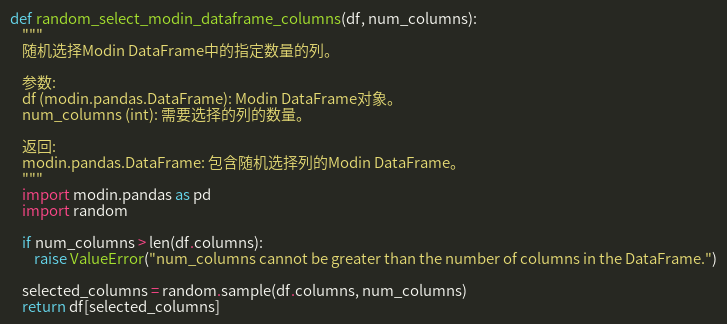 def random_select_modin_dataframe_columns(df, num_columns):
    """
    随机选择Modin DataFrame中的指定数量的列。

    参数:
    df (modin.pandas.DataFrame): Modin DataFrame对象。
    num_columns (int): 需要选择的列的数量。

    返回:
    modin.pandas.DataFrame: 包含随机选择列的Modin DataFrame。
    """
    import modin.pandas as pd
    import random

    if num_columns > len(df.columns):
        raise ValueError("num_columns cannot be greater than the number of columns in the DataFrame.")

    selected_columns = random.sample(df.columns, num_columns)
    return df[selected_columns]